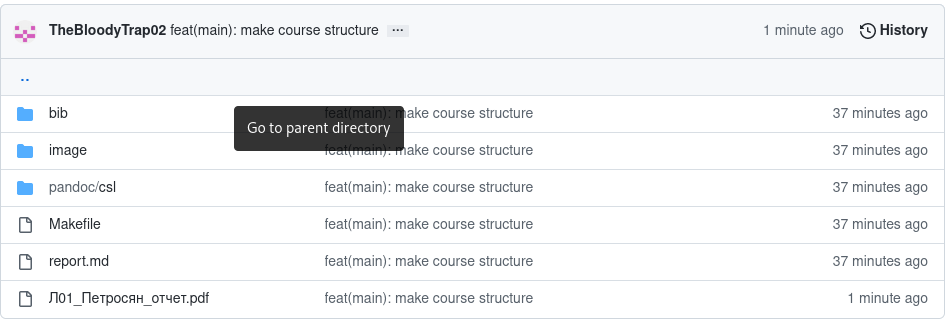 TheBloodyTrap02 feat(main): make course structure ... 1 minute ago History
..
bib feat(main): make course structure 37 minutes ago
Go to parent directory
image feat(main): make course structure 37 minutes ago
pandoc/csl feat(main): make course structure 37 minutes ago
Makefile feat(main): make course structure 37 minutes ago
report.md feat(main): make course structure 37 minutes ago
Л01_Петросян_отчет.pdf feat(main): make course structure 1 minute ago